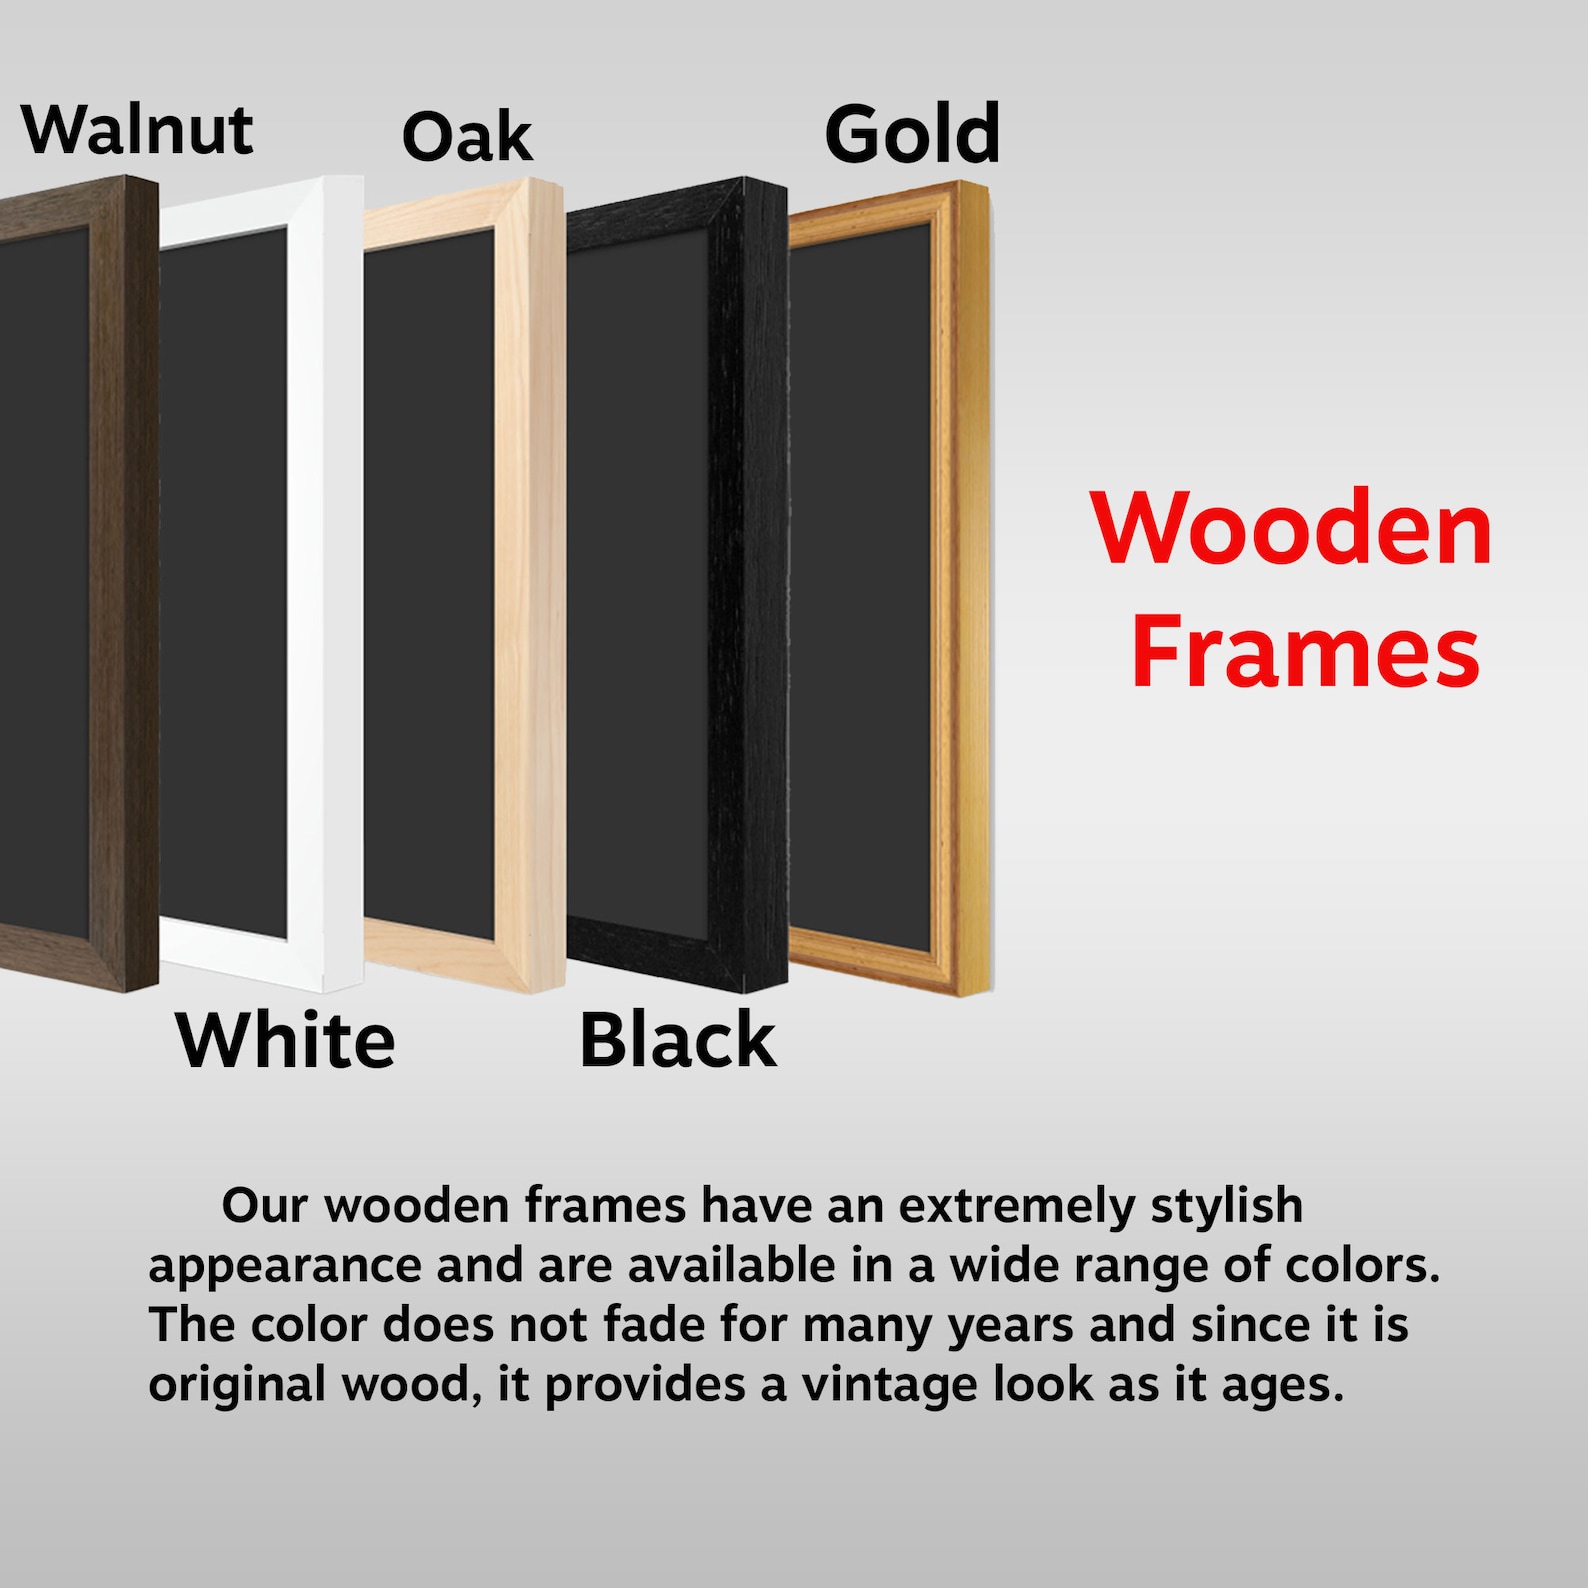 Walnut
Oak
Gold
Wooden
Frames
White
Black
Our wooden frames have an extremely stylish
appearance and are available in a wide range of colors.
The color does not fade for many years and since it is
original wood, it provides a vintage look as it ages.